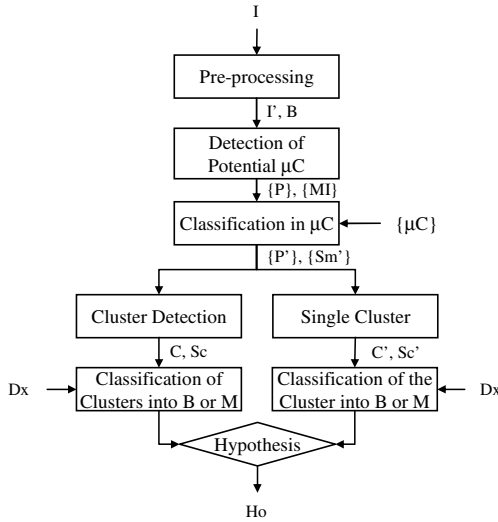 I
Pre-processing
I', B
Detection of
Potential μC
{P}, {MI}
Classification in μC
{μC}
{P'}, {Sm'}
Cluster Detection
Single Cluster
C, Sc
C', Sc'
Dx
Classification of
Clusters into B or M
Classification of the
Cluster into B or M
Dx
Hypothesis
Ho